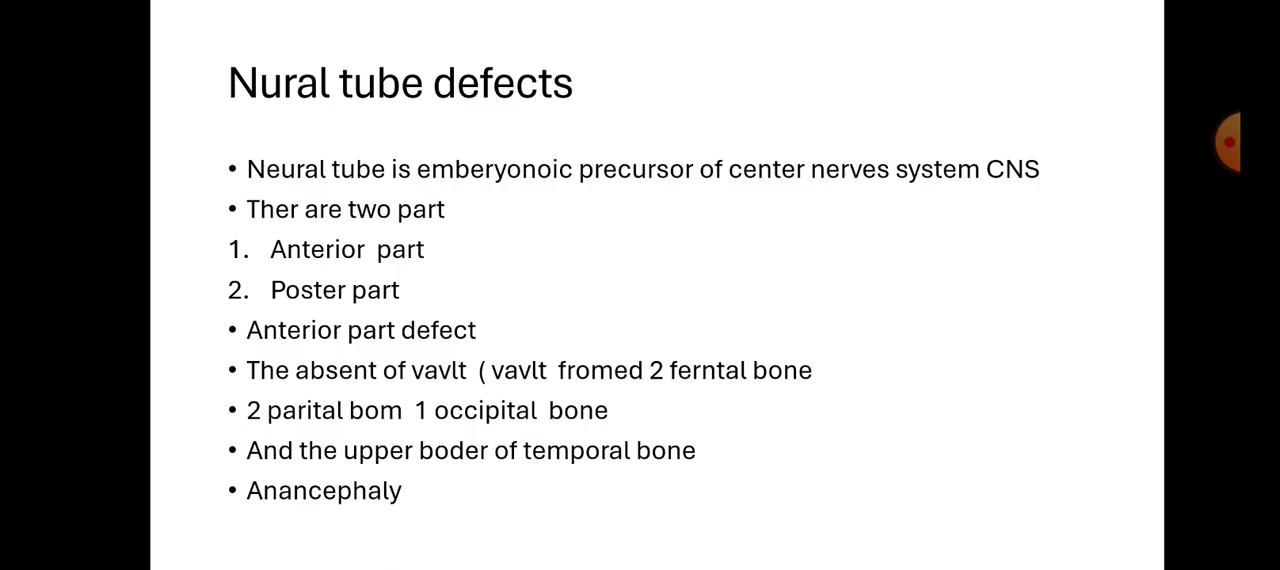 Nural tube defects
• Neural tube is emberyonoic precursor of center nerves system CNS
• Ther are two part
1. Anterior part
2. Poster part
• Anterior part defect
• The absent of vavlt ( vavlt fromed 2 ferntal bone
• 2 parital bom 1 occipital bone
• And the upper boder of temporal bone
• Anancephaly